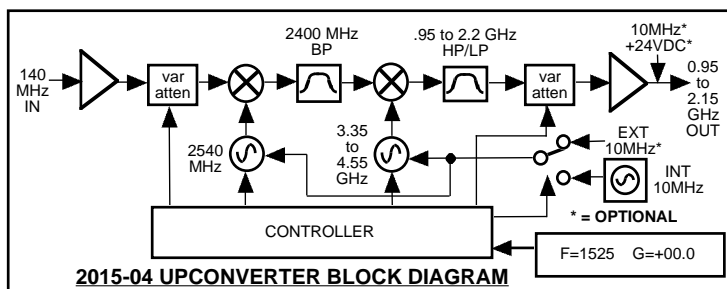 140
MHz
IN
var
atten
2400 MHz
BP
.95 to 2.2 GHz
HP/LP
var
atten
10MHz*
+24VDC*
0.95
to
2.15
GHz
OUT
2540
MHz
3.35
to
4.55
GHz
EXT
10MHz*
INT
10MHz
* = OPTIONAL
CONTROLLER
F=1525 G=+00.0
2015-04 UPCONVERTER BLOCK DIAGRAM